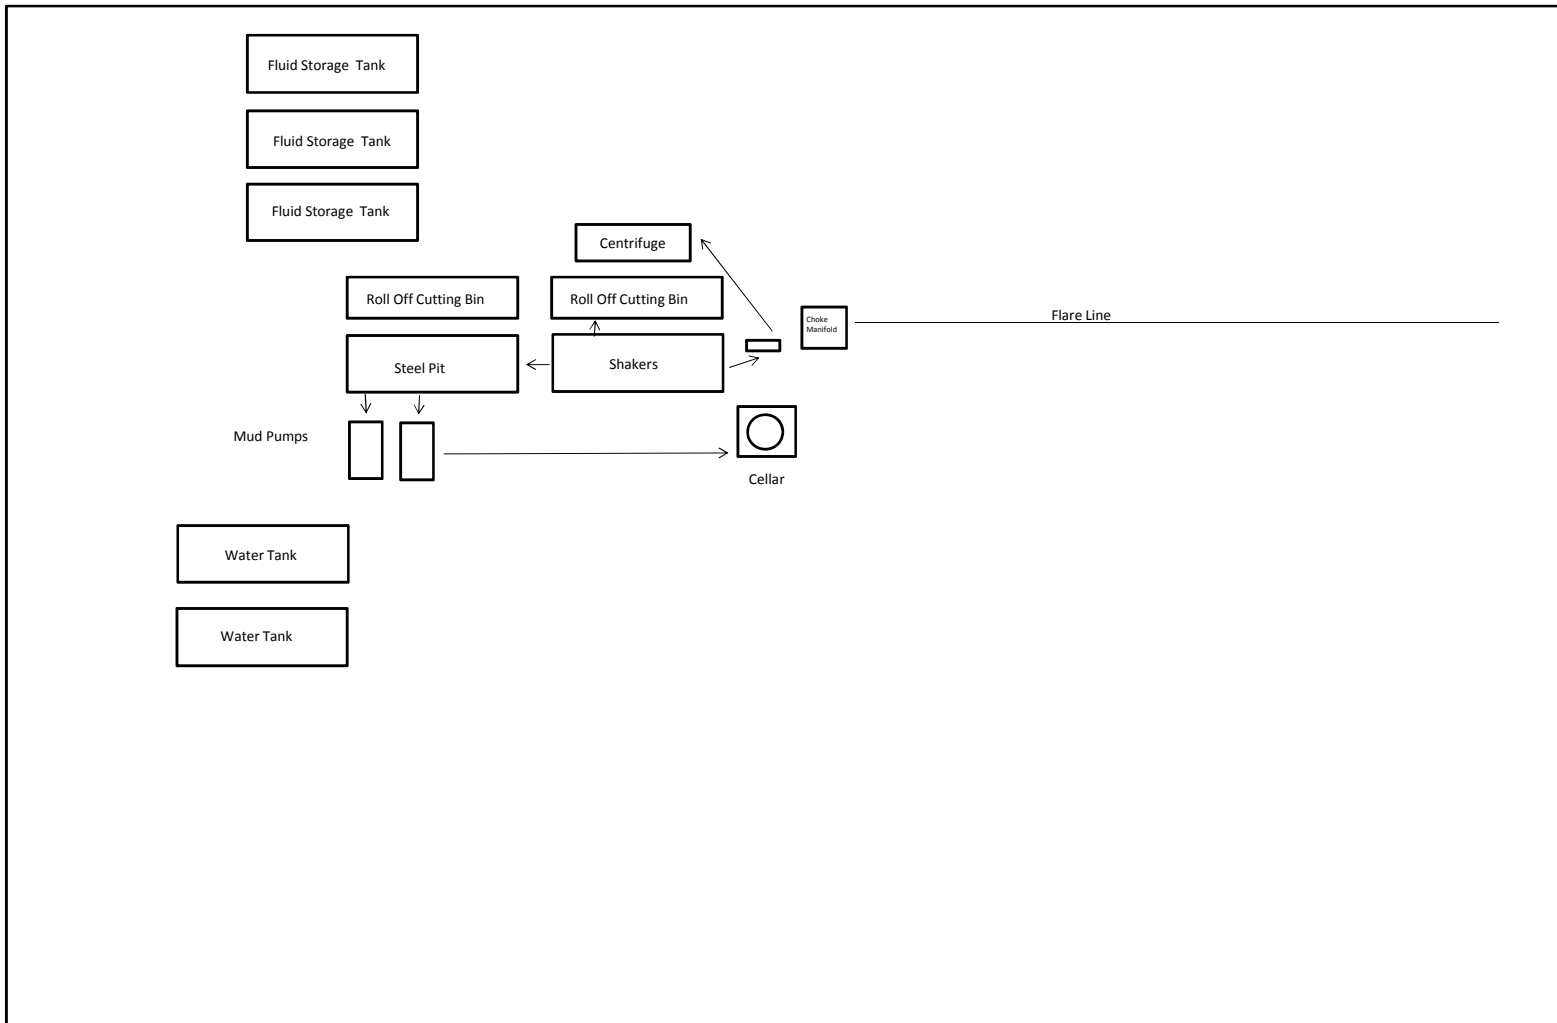 Fluid Storage Tank
Fluid Storage Tank
Fluid Storage Tank
Centrifuge
Roll Off Cutting Bin
Roll Off Cutting Bin
Choke
Manifold
Flare Line
Steel Pit
Shakers
Mud Pumps
Cellar
Water Tank
Water Tank